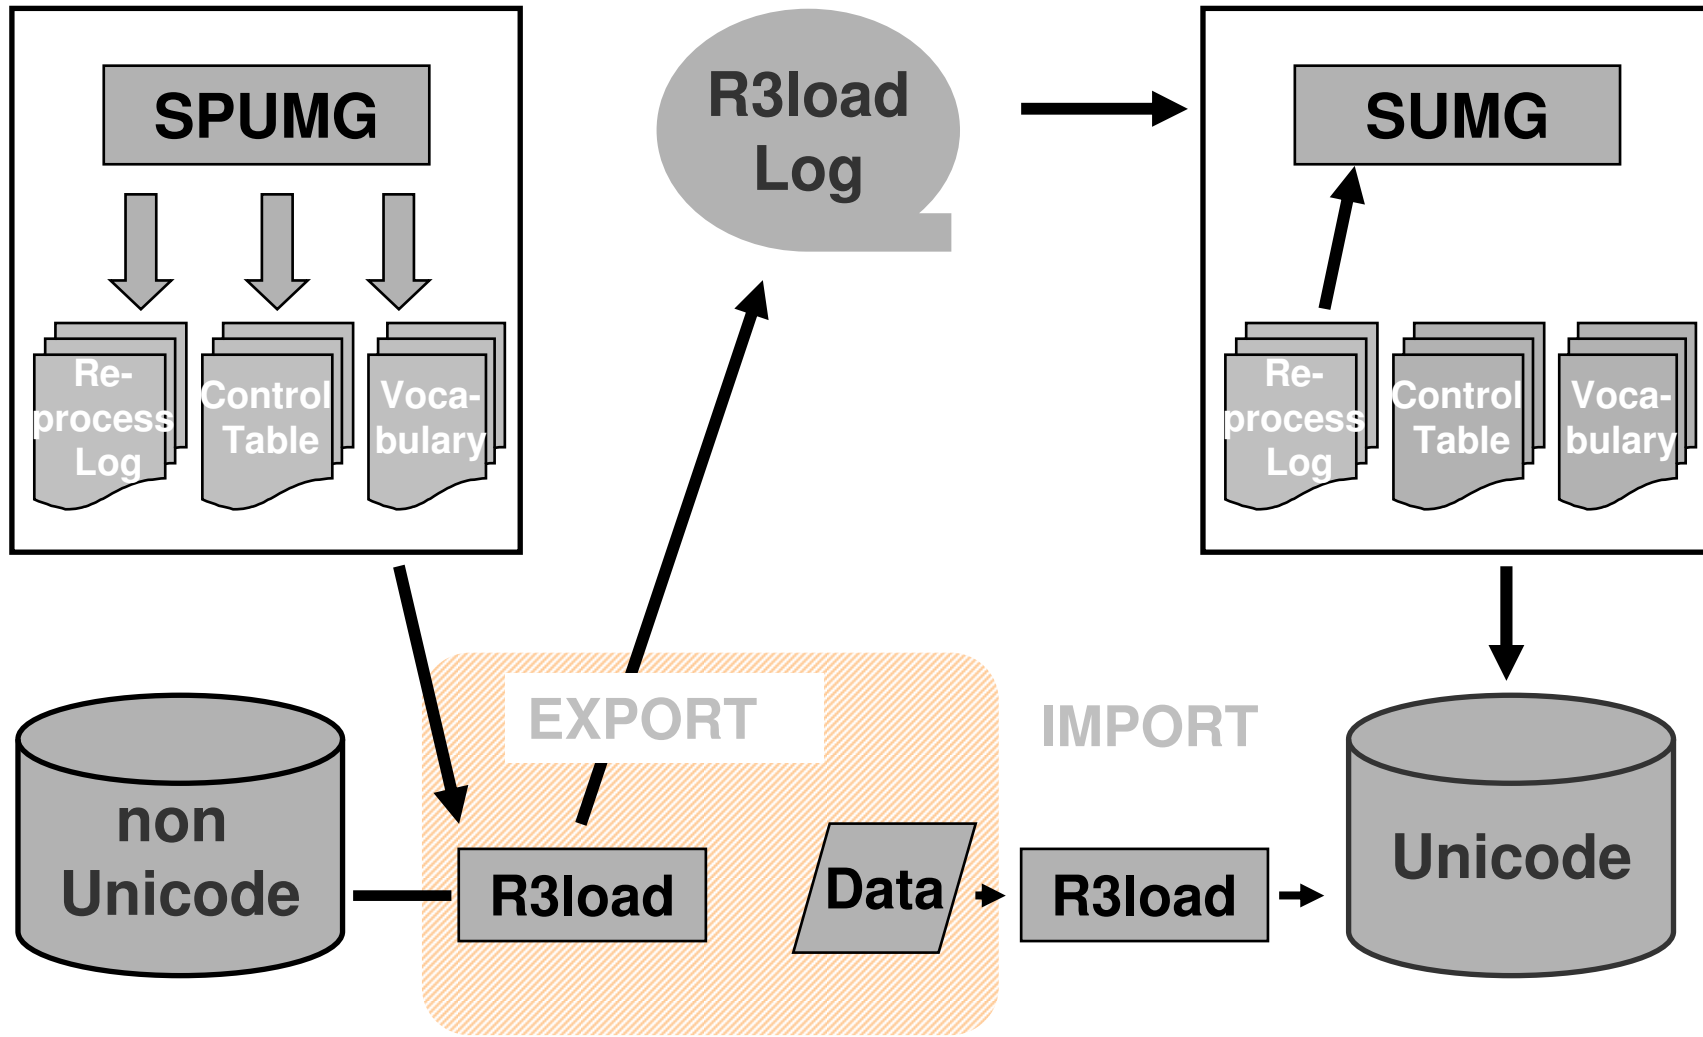 SPUMG
Re-
process
Log
Control
Table
Voca-
bulary
R3load
Log
SUMG
Re-
process
Log
Control
Table
Voca-
bulary
EXPORT
IMPORT
non
Unicode
R3load
Data
R3load
Unicode